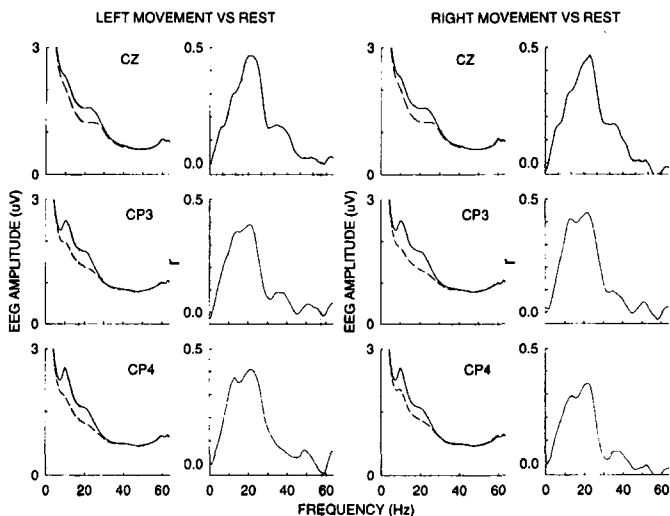 LEFT MOVEMENT VS REST
RIGHT MOVEMENT VS REST
3
CZ
0
0.5
0.0
3
CZ
0
0.5
0.0
EEG AMPLITUDE (uV)
3
CP3
0
r
0.5
0.0
EEG AMPLITUDE (uV)
3
CP3
0
r
0.5
0.0
3
CP4
0
0 20 40 60
0.5
0.0
0 20 40 60
3
CP4
0
0 20 40 60
0.5
0.0
0 20 40 60
FREQUENCY (Hz)